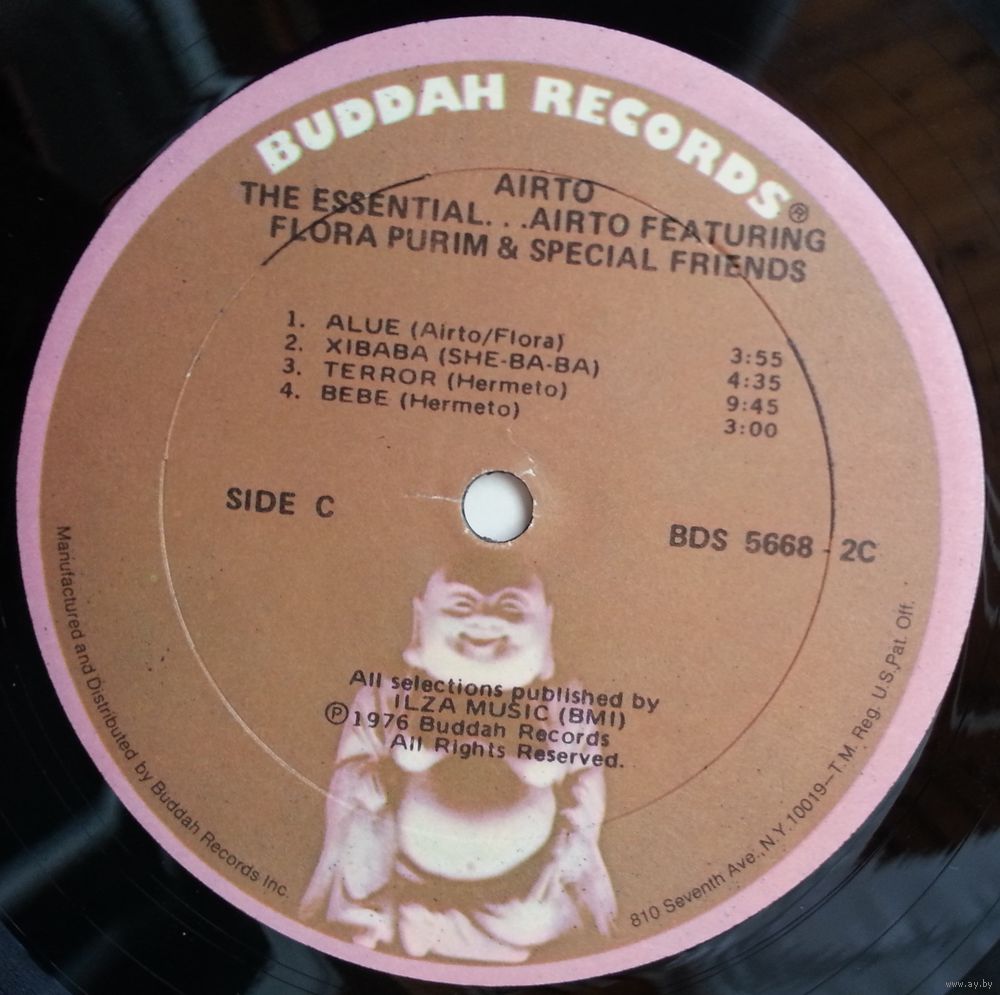 BUDDAH RECORDS®
AIRTO
THE ESSENTIAL. . .AIRTO FEATURING
FLORA PURIM & SPECIAL FRIENDS
1. ALUE (Airto/Flora) 3:55
2. XIBABA (SHE-BA-BA) 4:35
3. TERROR (Hermeto) 9:45
4. BEBE (Hermeto) 3:00
SIDE C
BDS 5668 - 2C
All selections published by
ILZA MUSIC (BMI)
℗1976 Buddah Records
All Rights Reserved.
Manufactured and Distributed by Buddah Records Inc.
810 Seventh Ave., N.Y. 10019—T.M. Reg. U.S. Pat. Off.
www.ay.by